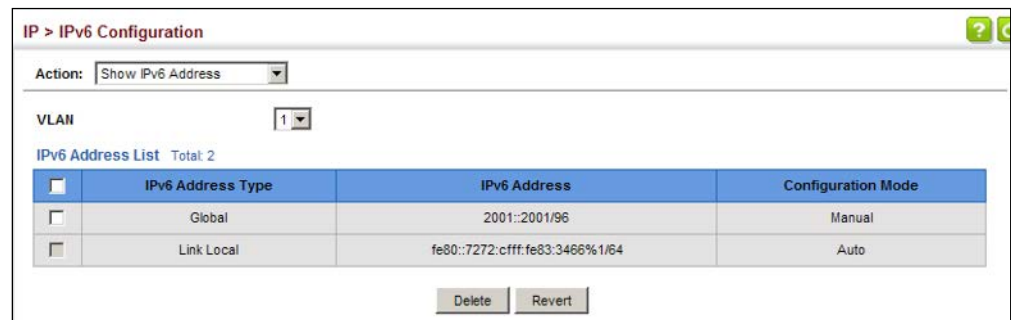 IP > IPv6 Configuration
?
Action: Show IPv6 Address
VLAN 1
IPv6 Address List Total: 2
IPv6 Address Type IPv6 Address Configuration Mode
Global 2001::2001/96 Manual
Link Local fe80::7272:cfff:fe83:3466%1/64 Auto
Delete Revert